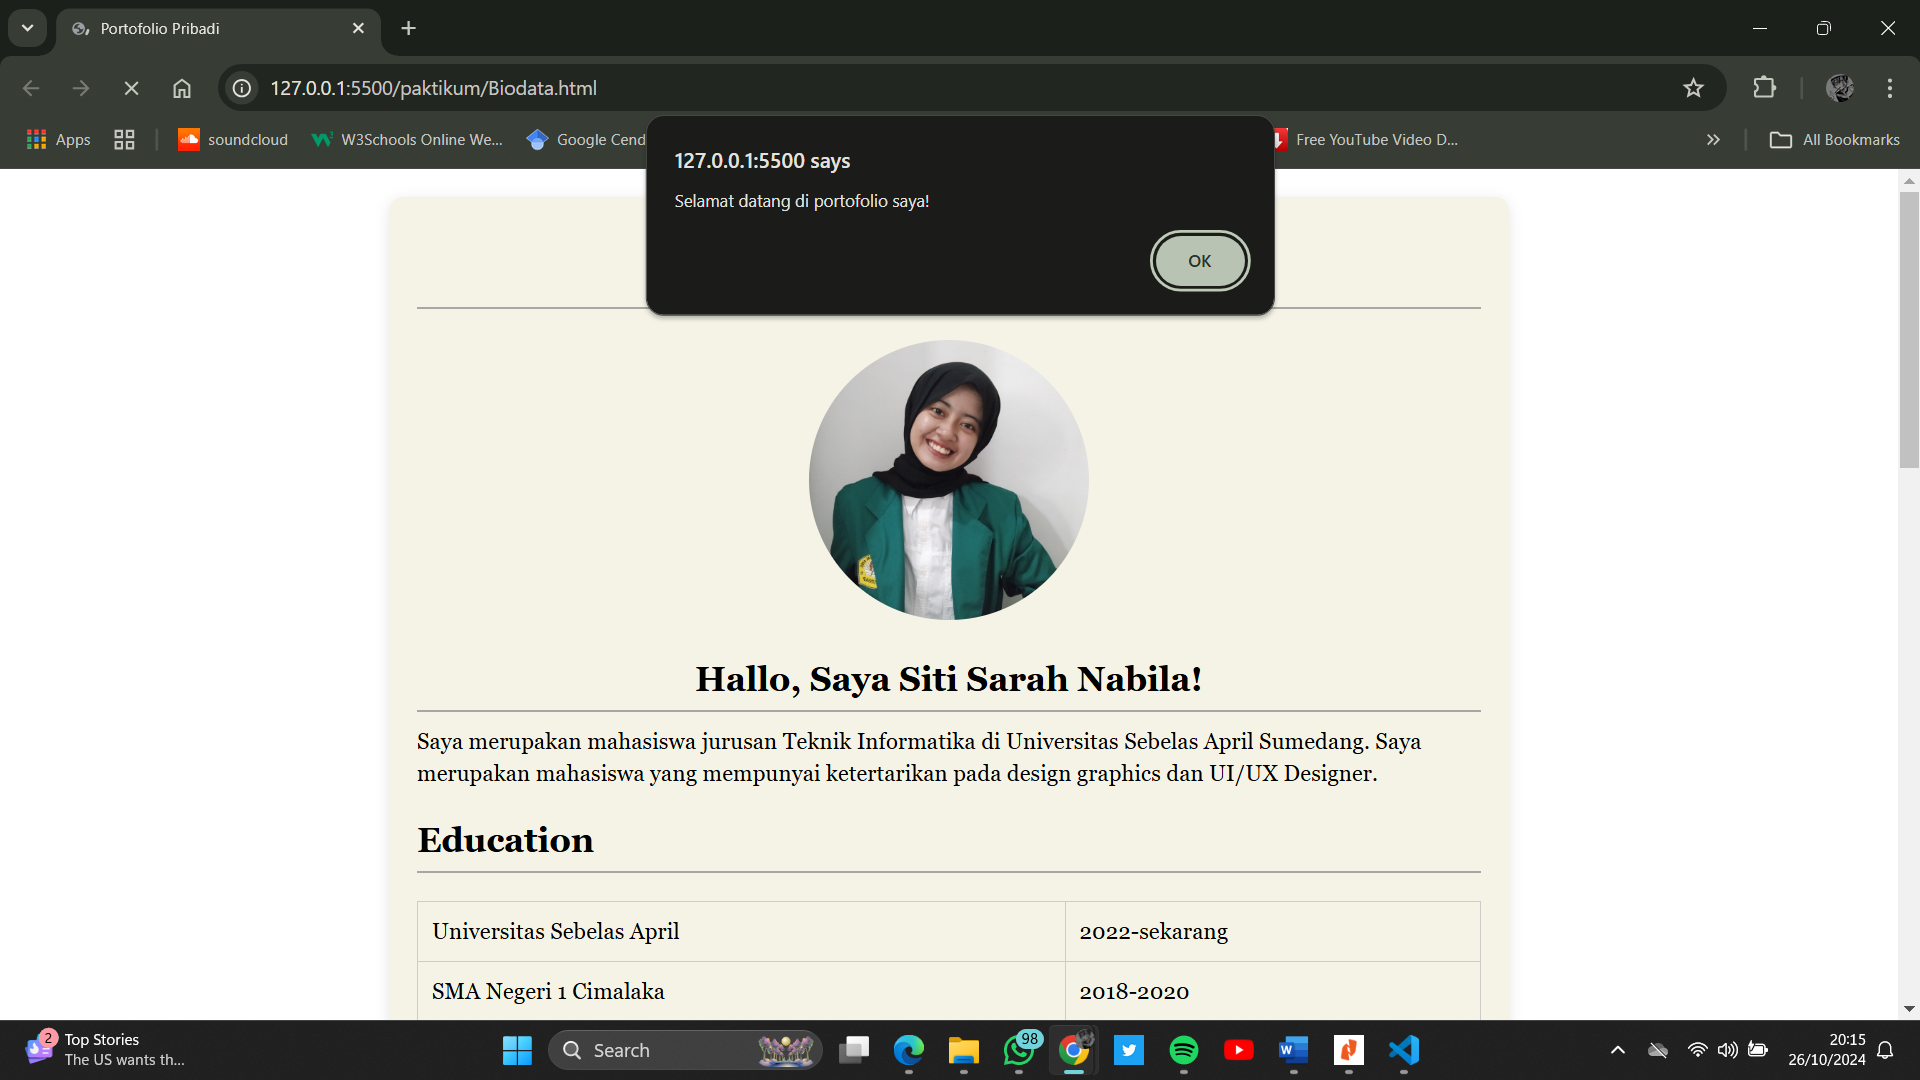 Portofolio Pribadi
127.0.0.1:5500/paktikum/Biodata.html
Apps
soundcloud
W3Schools Online We...
Google Cend
Free YouTube Video D...
All Bookmarks
127.0.0.1:5500 says
Selamat datang di portofolio saya!
OK
Hallo, Saya Siti Sarah Nabila!
Saya merupakan mahasiswa jurusan Teknik Informatika di Universitas Sebelas April Sumedang. Saya
merupakan mahasiswa yang mempunyai ketertarikan pada design graphics dan UI/UX Designer.
Education
Universitas Sebelas April 2022-sekarang
SMA Negeri 1 Cimalaka 2018-2020
2
Top Stories
The US wants th...
Search
98
20:15
26/10/2024